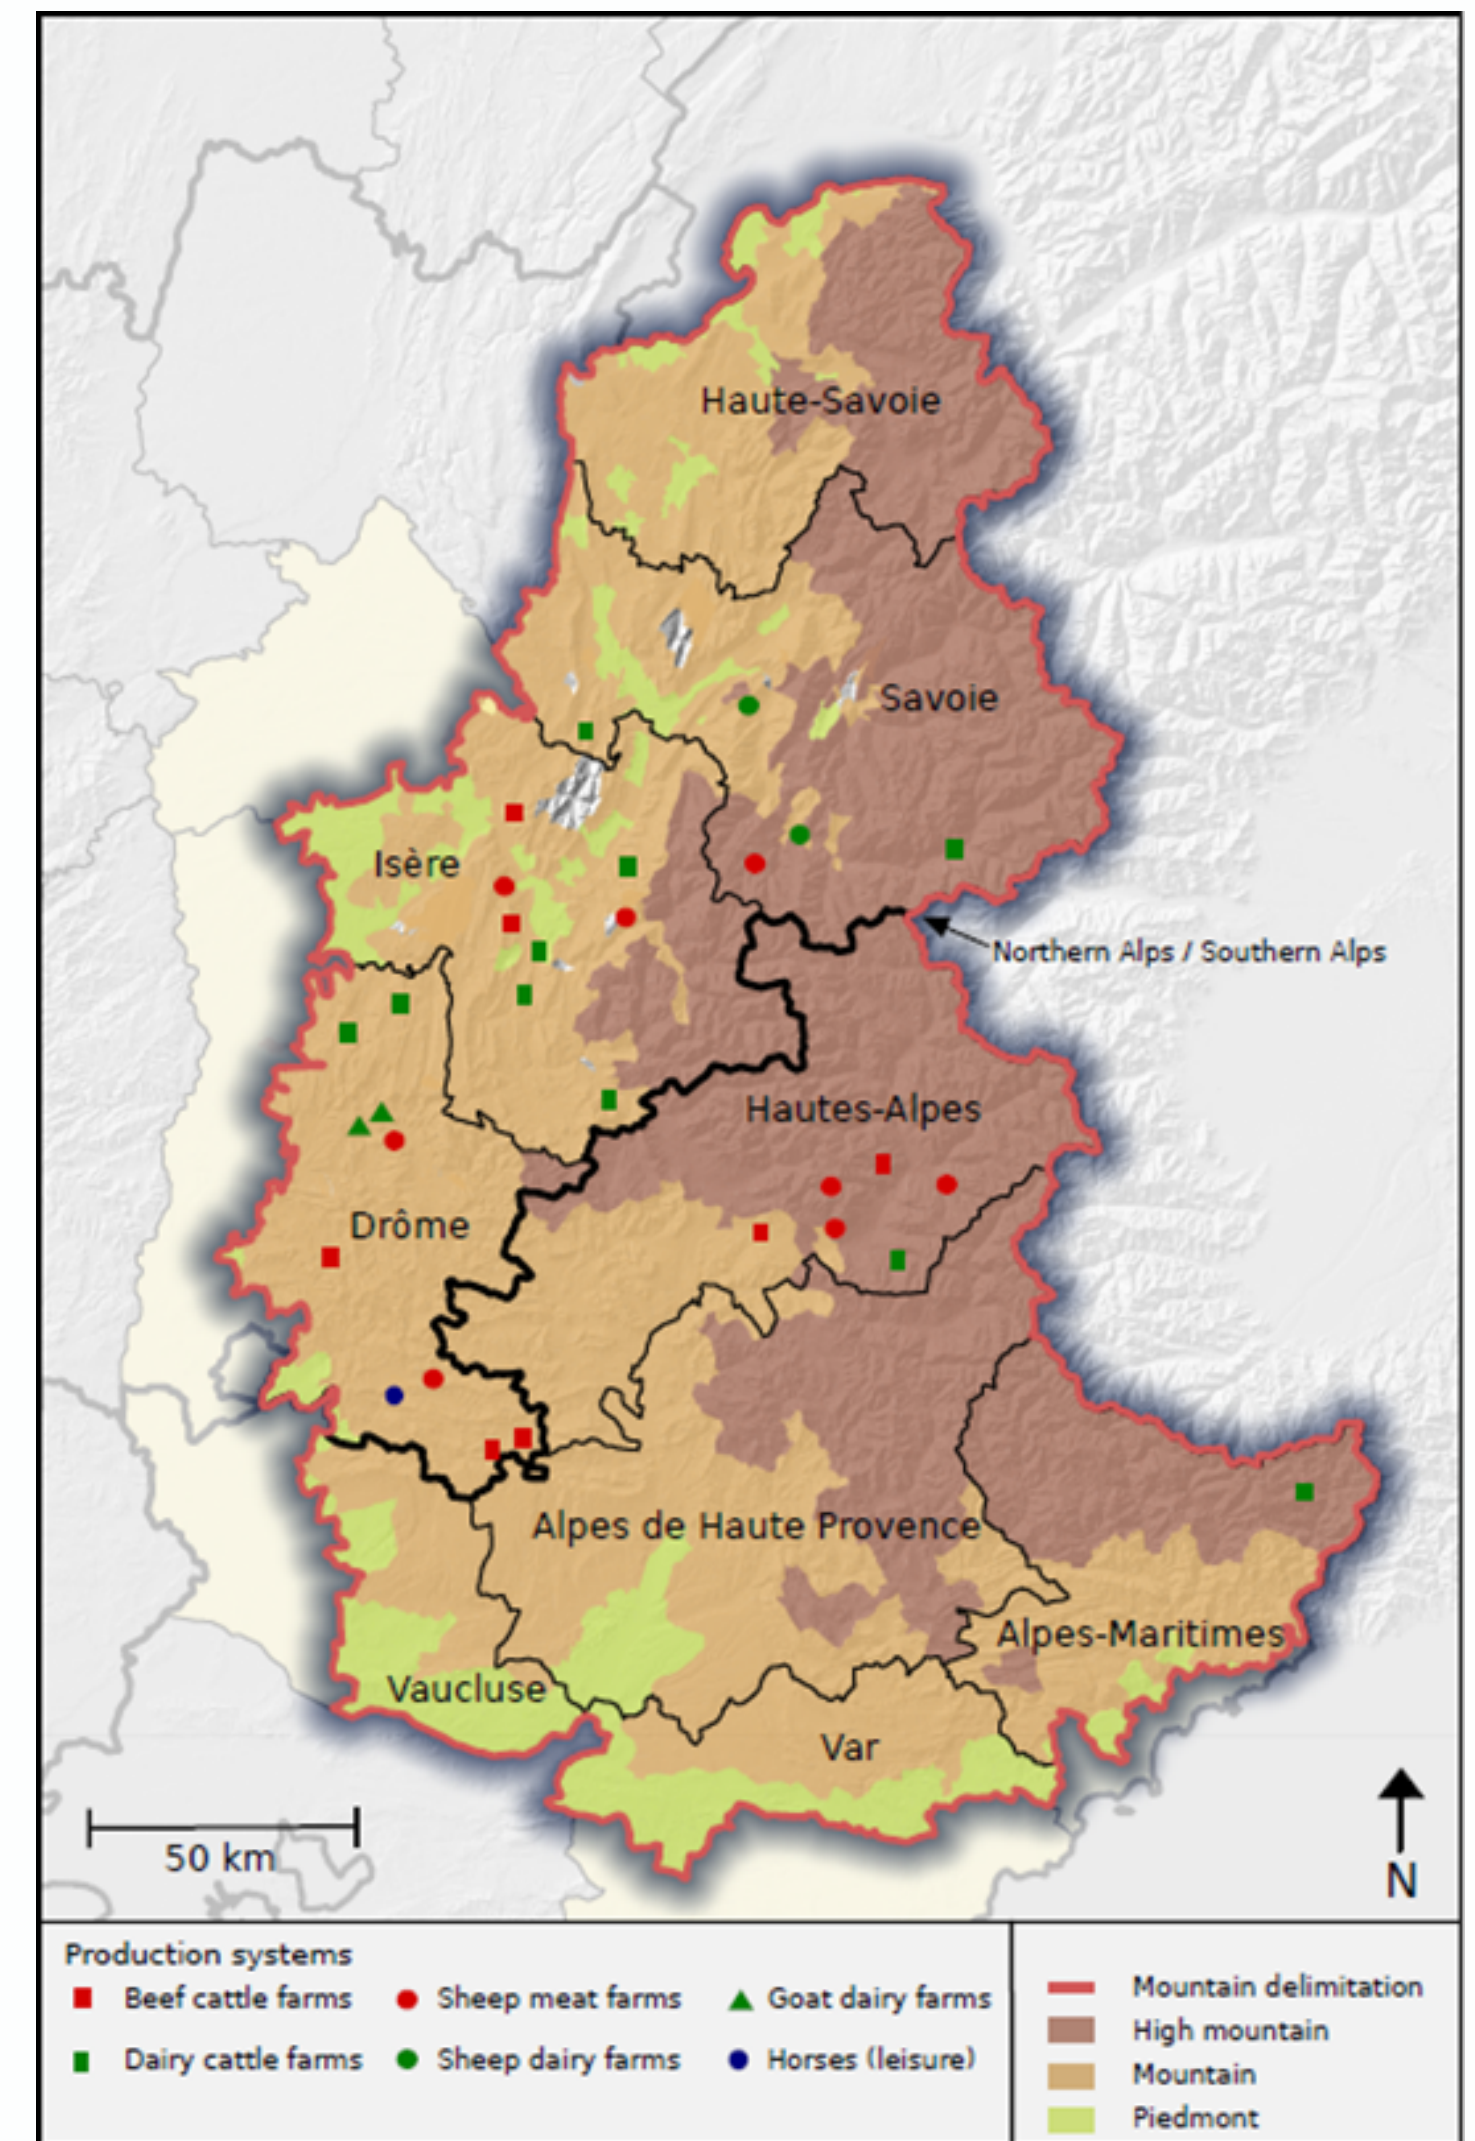 Haute-Savoie
Savoie
Isère
Northern Alps / Southern Alps
Hautes-Alpes
Drôme
Alpes de Haute Provence
Alpes-Maritimes
Vaucluse
Var
50 km
N
Production systems
Beef cattle farms
Sheep meat farms
Goat dairy farms
Dairy cattle farms
Sheep dairy farms
Horses (leisure)
Mountain delimitation
High mountain
Mountain
Piedmont